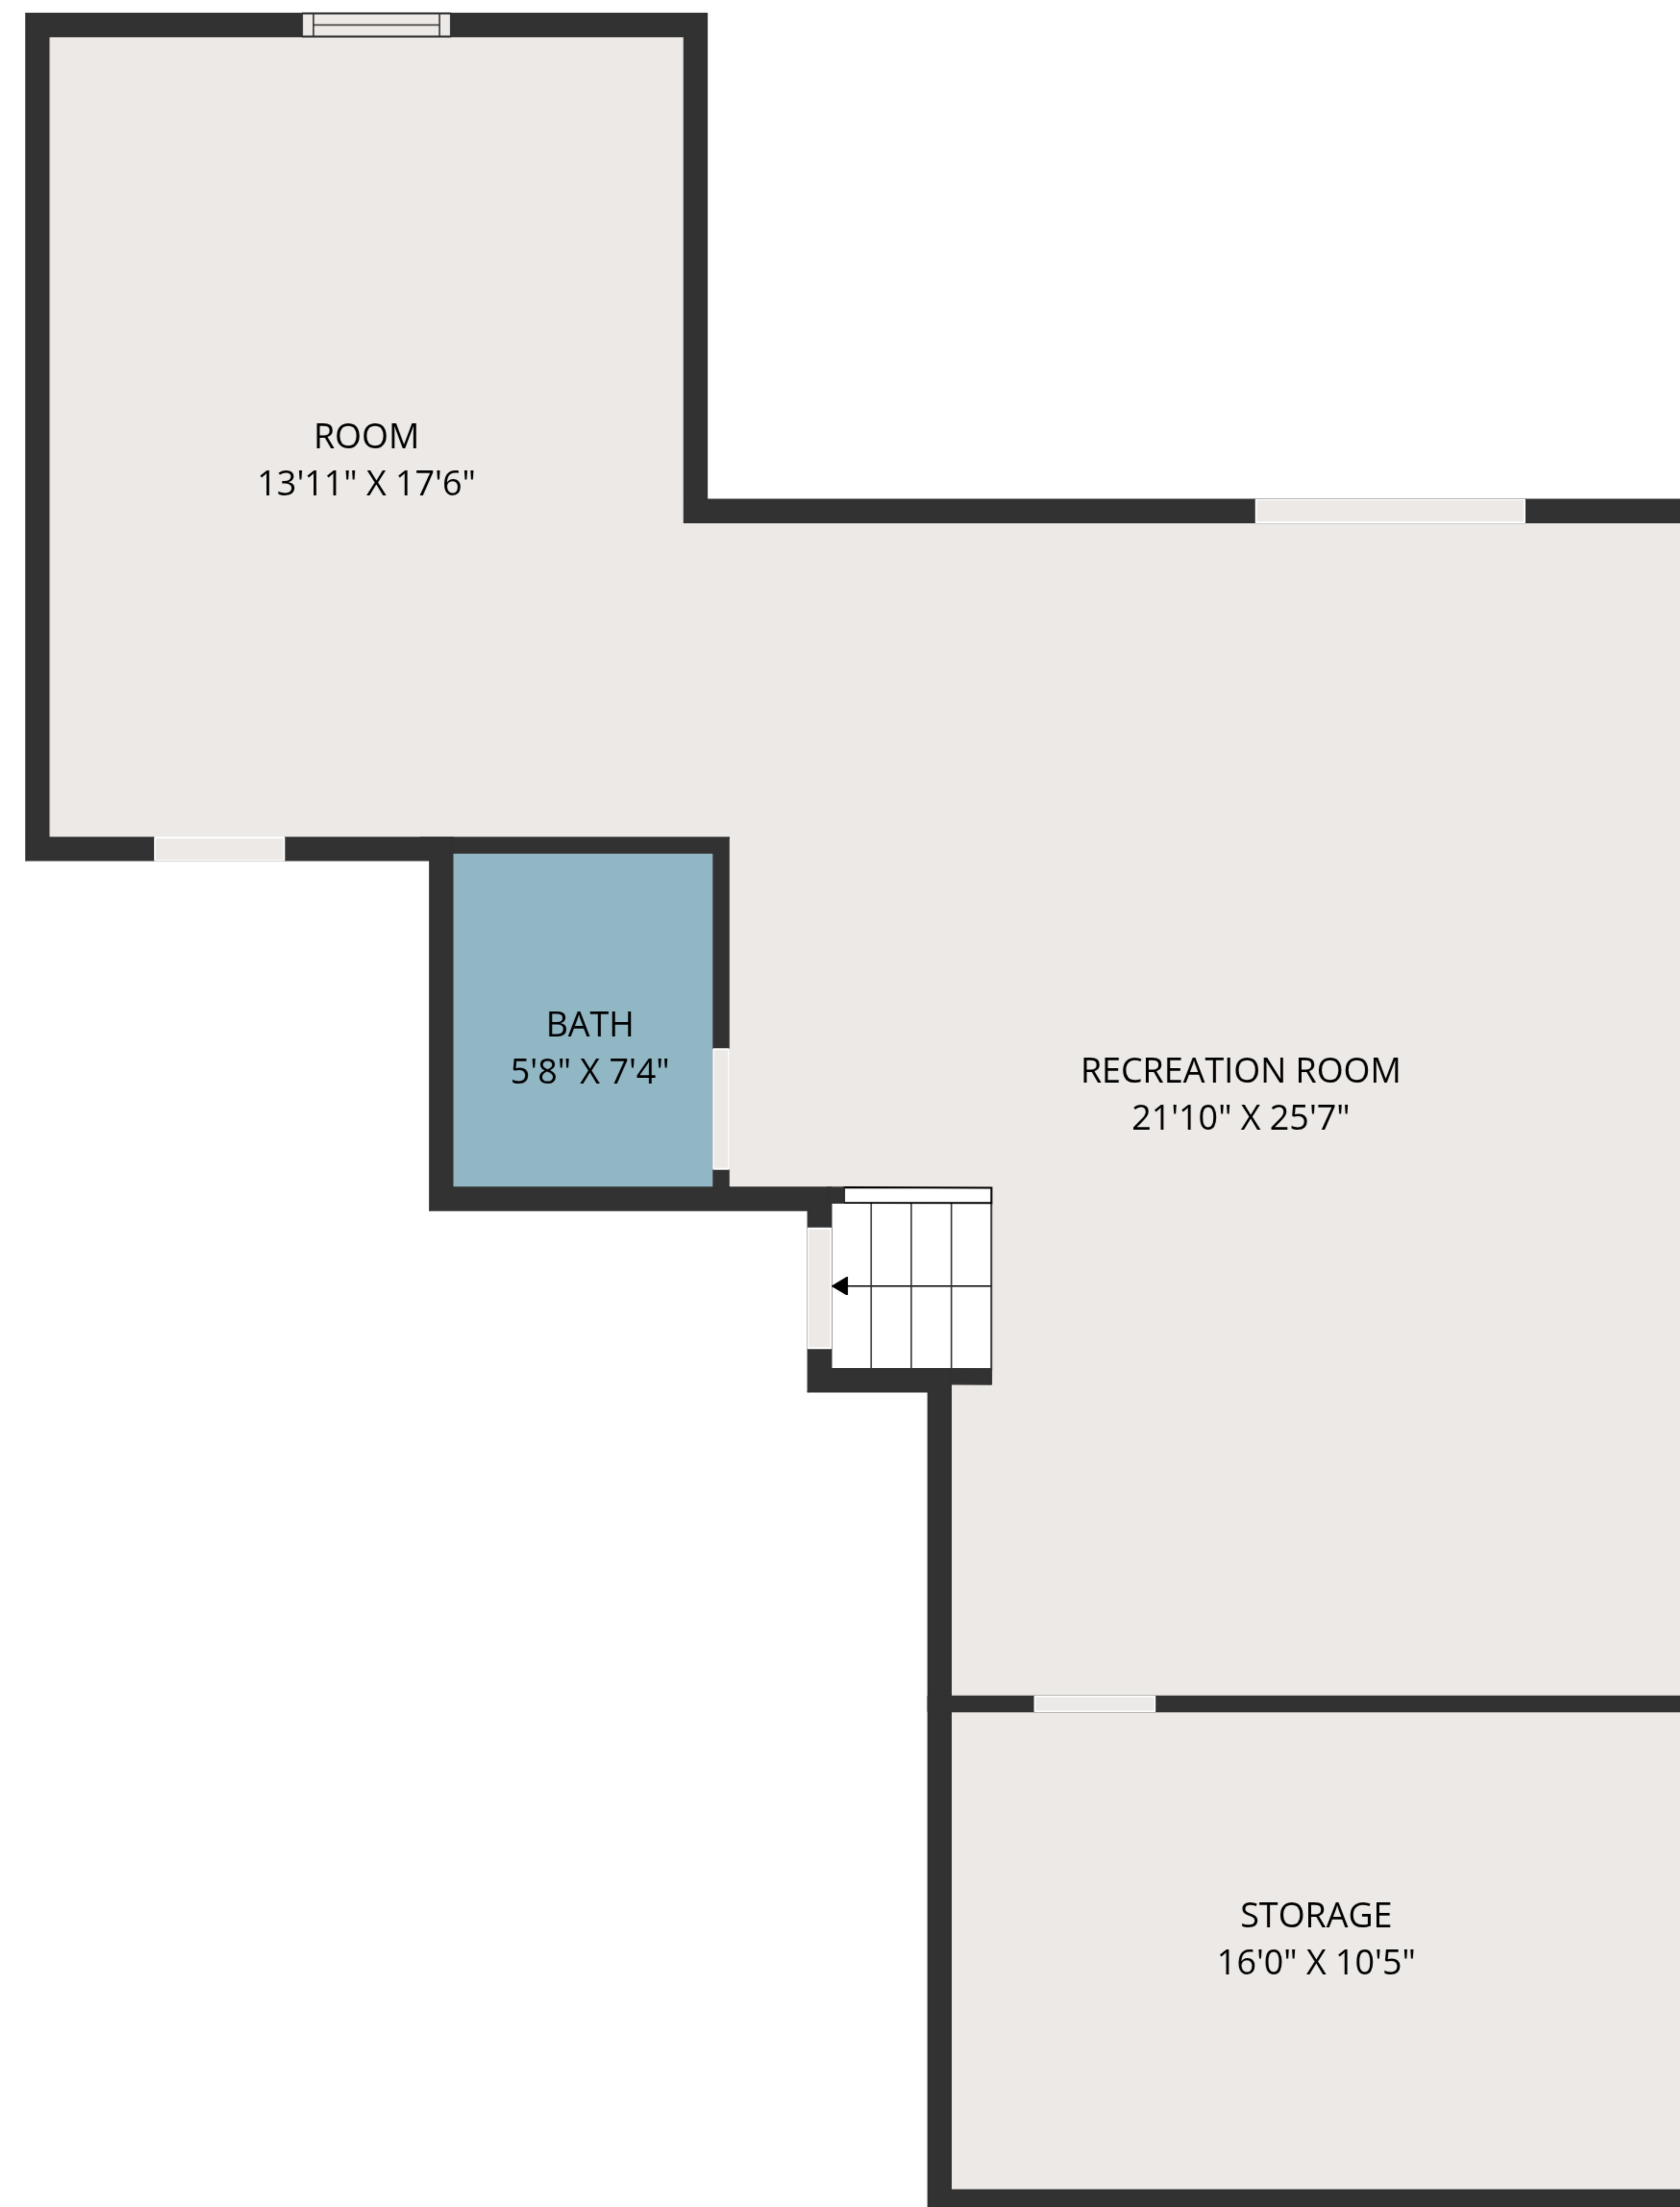 ROOM
13'11" X 17'6"
BATH
5'8" X 7'4"
RECREATION ROOM
21'10" X 25'7"
STORAGE
16'0" X 10'5"